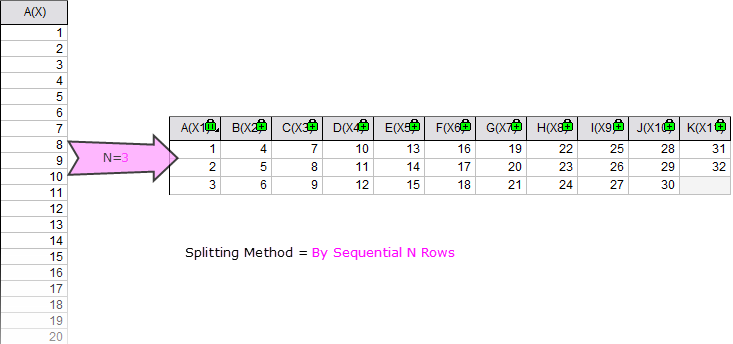 A(X)
1
2
3
4
5
6
7
8
9
10
11
12
13
14
15
16
17
18
19
20
N=3
A(X1) B(X2) C(X3) D(X4) E(X5) F(X6) G(X7) H(X8) I(X9) J(X10) K(X11)
1 4 7 10 13 16 19 22 25 28 31
2 5 8 11 14 17 20 23 26 29 32
3 6 9 12 15 18 21 24 27 30
Splitting Method = By Sequential N Rows